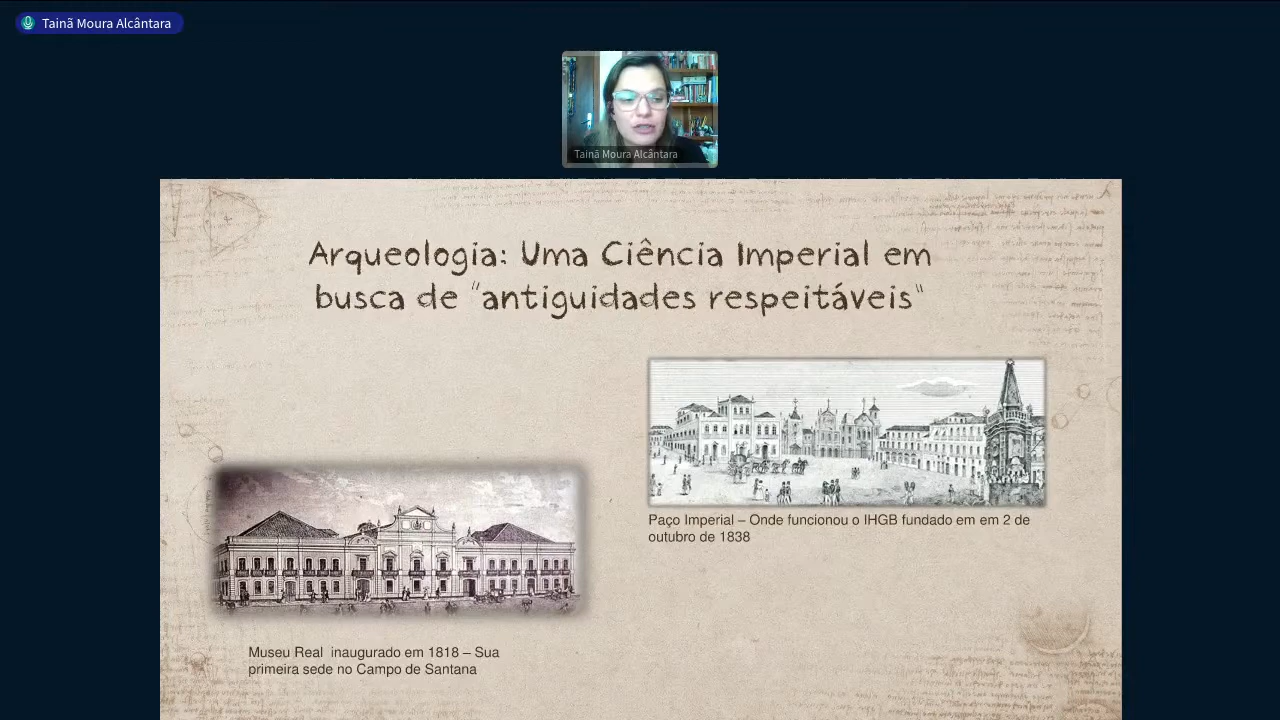 Tainã Moura Alcântara
Tainã Moura Alcântara
Arqueologia: Uma Ciência Imperial em
busca de "antiguidades respeitáveis"
Paço Imperial – Onde funcionou o IHGB fundado em em 2 de
outubro de 1838
Museu Real inaugurado em 1818 – Sua
primeira sede no Campo de Santana